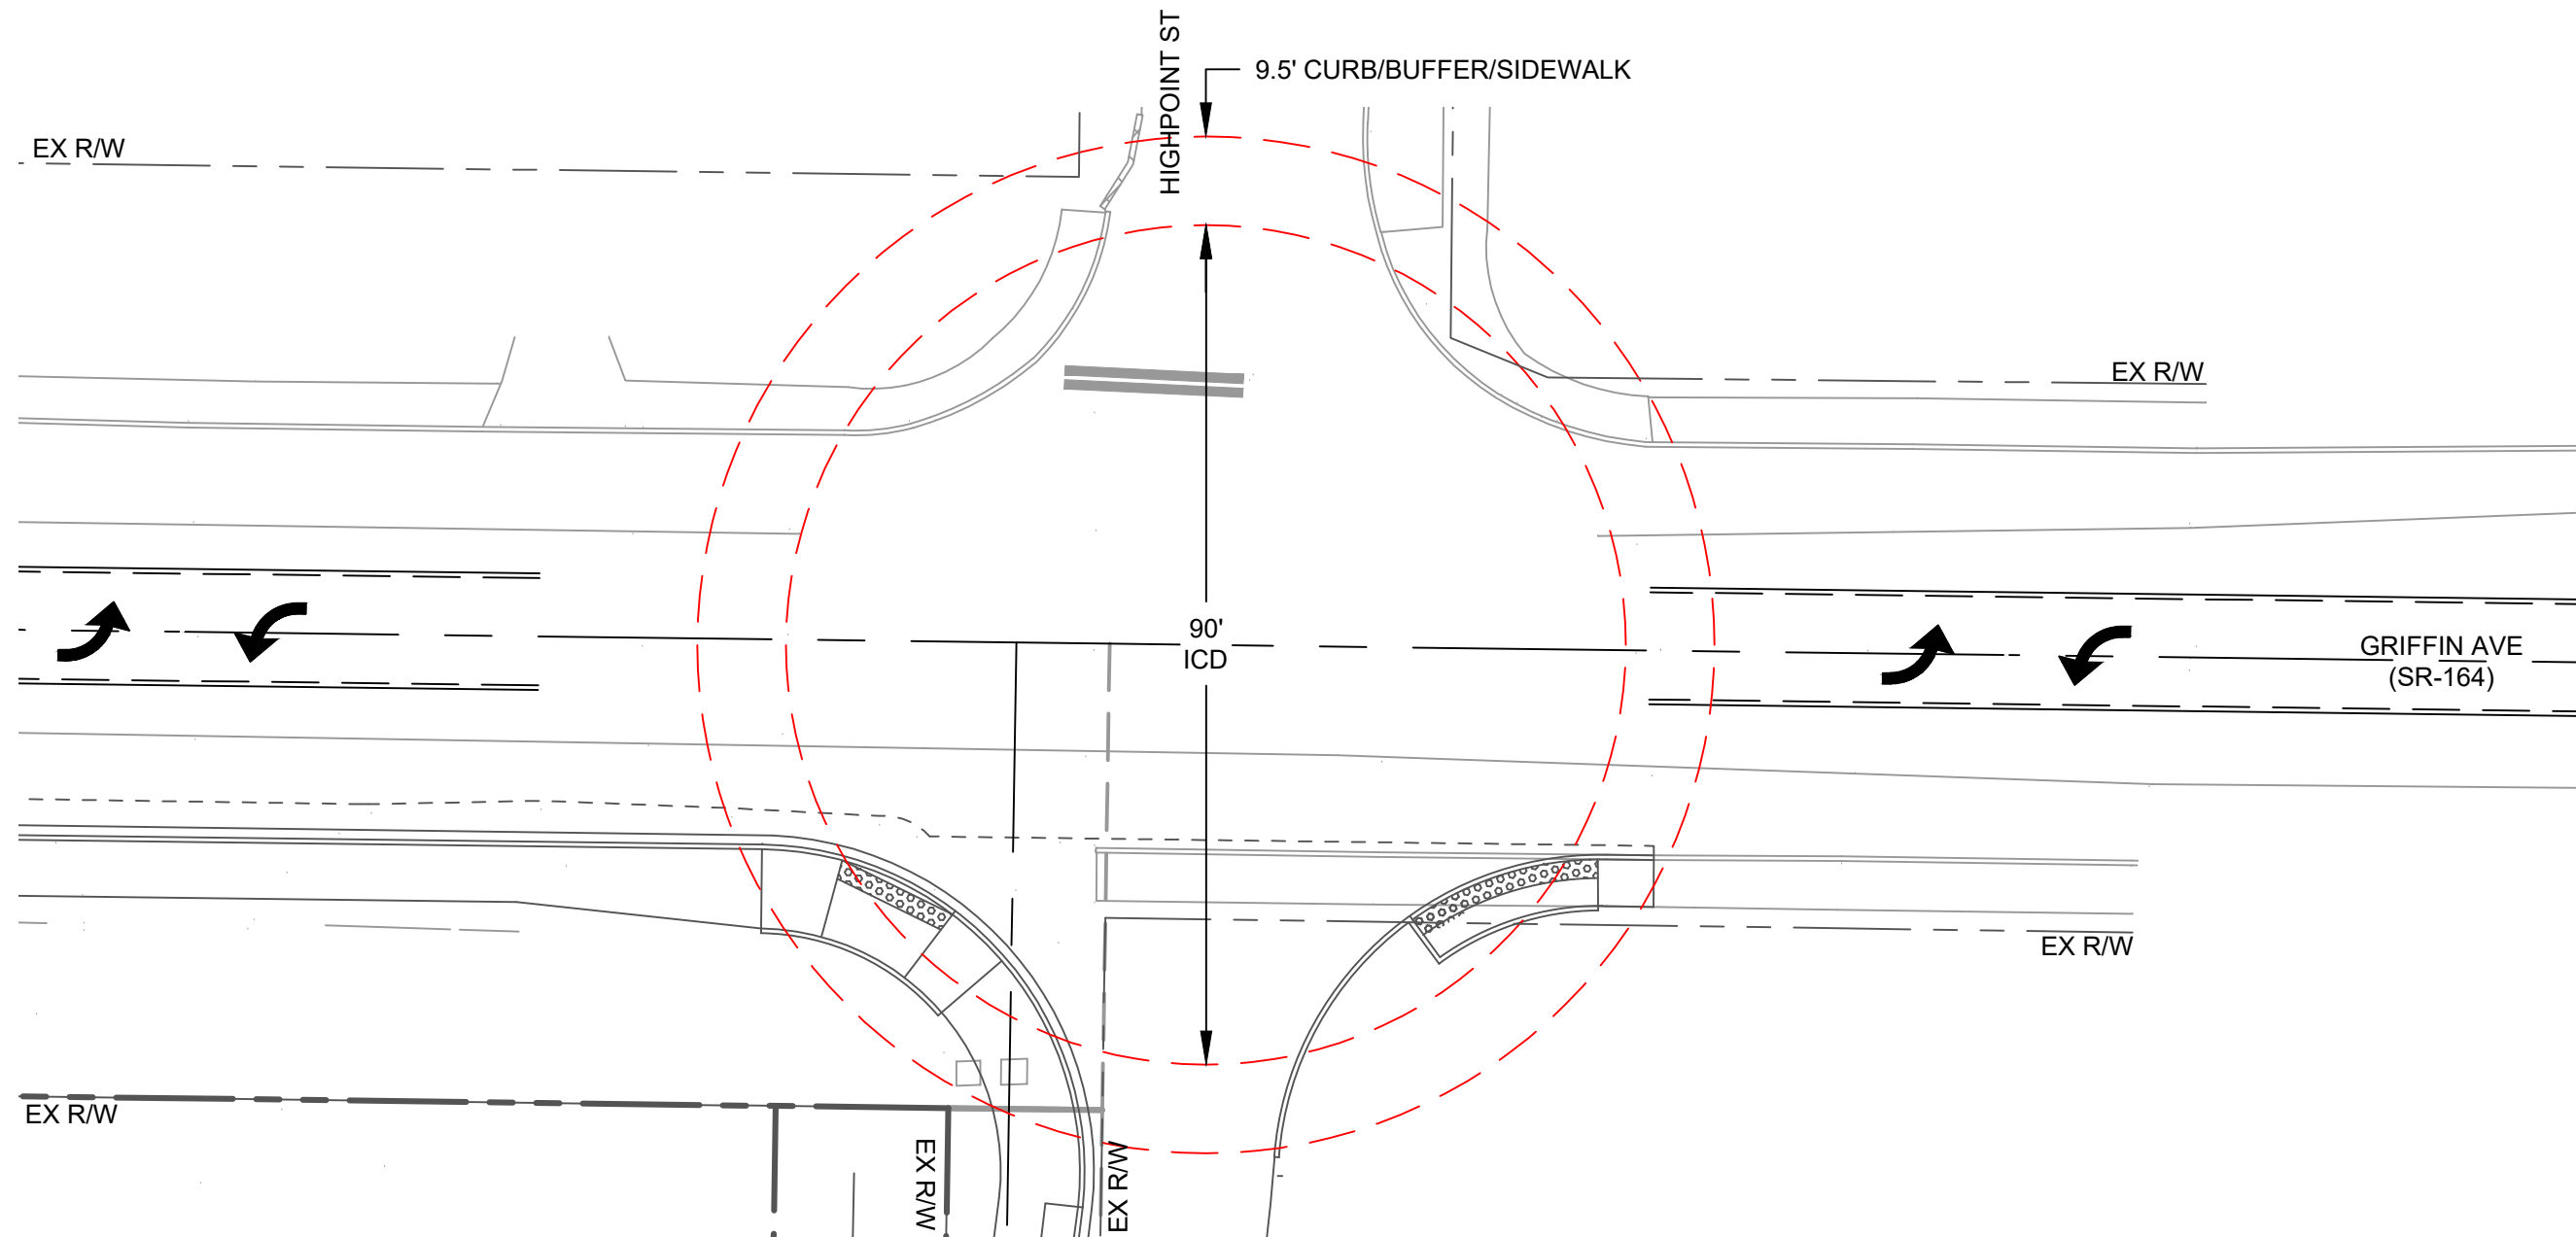 HIGHPOINT ST
9.5' CURB/BUFFER/SIDEWALK
EX R/W
EX R/W
90'
ICD
GRIFFIN AVE
(SR-164)
EX R/W
EX R/W
EX R/W
EX R/W